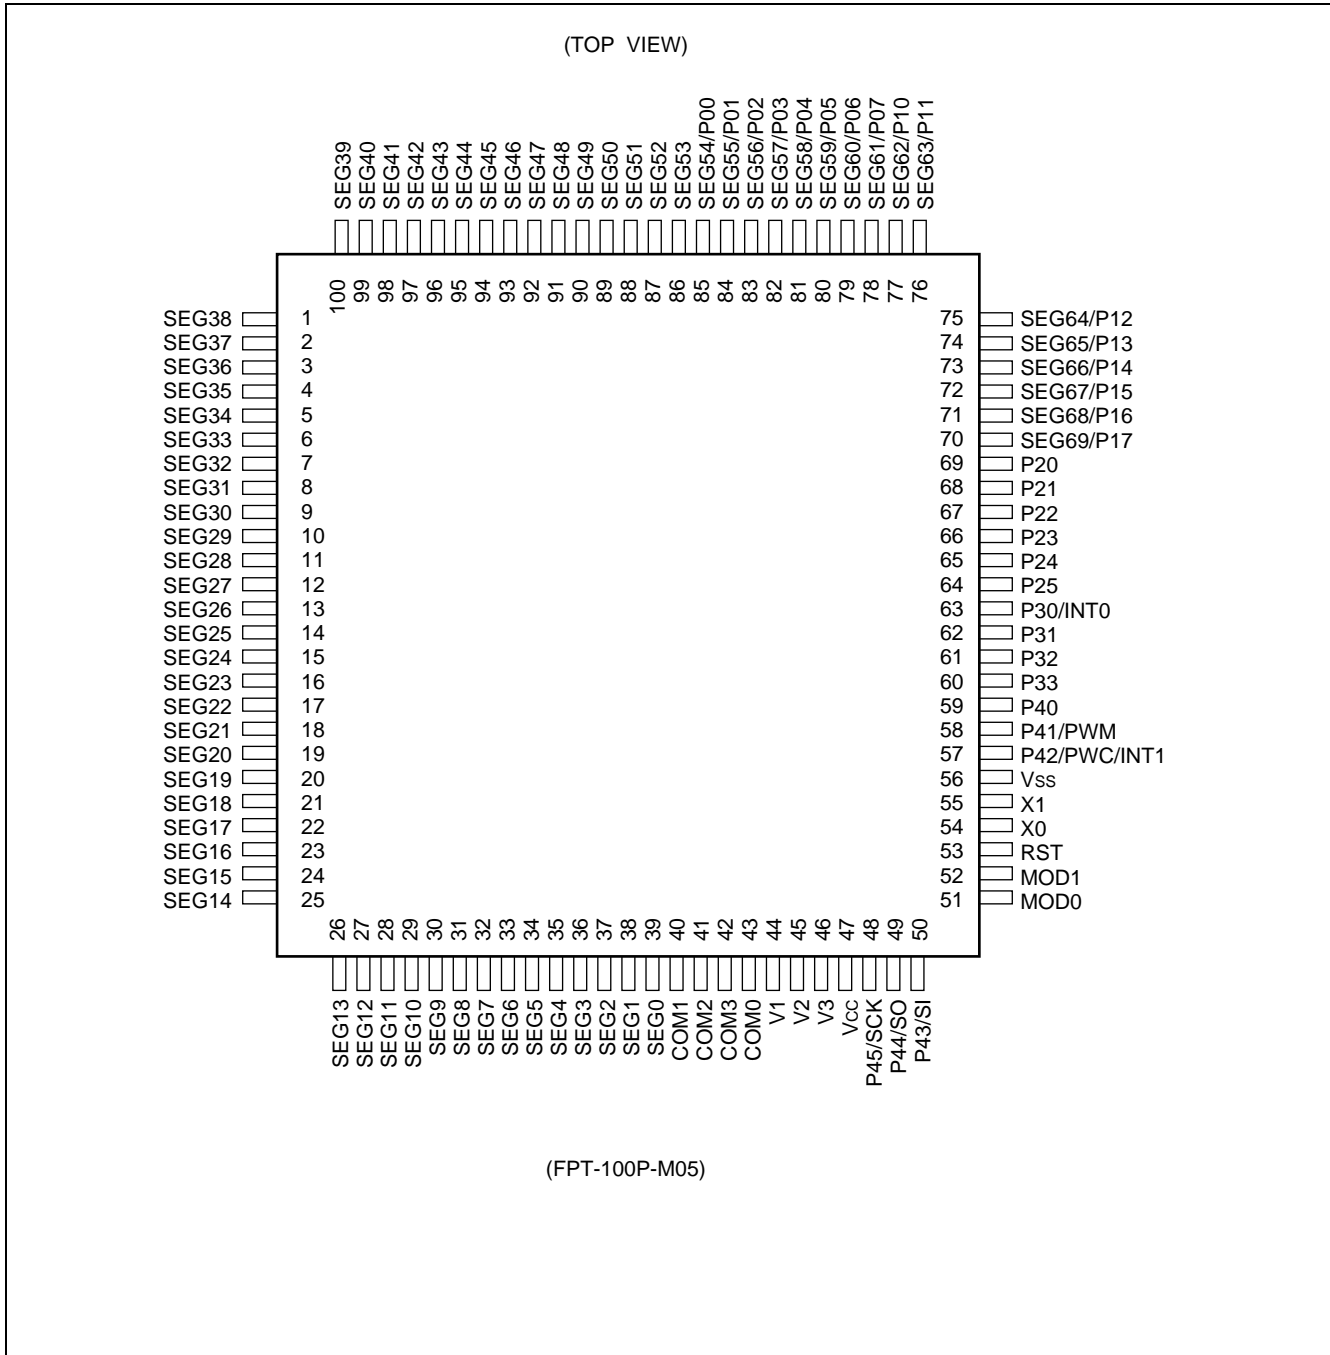 (TOP VIEW)
SEG39
SEG40
SEG41
SEG42
SEG43
SEG44
SEG45
SEG46
SEG47
SEG48
SEG49
SEG50
SEG51
SEG52
SEG53
SEG54/P00
SEG55/P01
SEG56/P02
SEG57/P03
SEG58/P04
SEG59/P05
SEG60/P06
SEG61/P07
SEG62/P10
SEG63/P11
100
99
98
97
96
95
94
93
92
91
90
89
88
87
86
85
84
83
82
81
80
79
78
77
76
SEG38 1 75 SEG64/P12
SEG37 2 74 SEG65/P13
SEG36 3 73 SEG66/P14
SEG35 4 72 SEG67/P15
SEG34 5 71 SEG68/P16
SEG33 6 70 SEG69/P17
SEG32 7 69 P20
SEG31 8 68 P21
SEG30 9 67 P22
SEG29 10 66 P23
SEG28 11 65 P24
SEG27 12 64 P25
SEG26 13 63 P30/INT0
SEG25 14 62 P31
SEG24 15 61 P32
SEG23 16 60 P33
SEG22 17 59 P40
SEG21 18 58 P41/PWM
SEG20 19 57 P42/PWC/INT1
SEG19 20 56 Vss
SEG18 21 55 X1
SEG17 22 54 X0
SEG16 23 53 RST
SEG15 24 52 MOD1
SEG14 25 51 MOD0
26
27
28
29
30
31
32
33
34
35
36
37
38
39
40
41
42
43
44
45
46
47
48
49
50
SEG13
SEG12
SEG11
SEG10
SEG9
SEG8
SEG7
SEG6
SEG5
SEG4
SEG3
SEG2
SEG1
SEG0
COM1
COM2
COM3
COM0
V1
V2
V3
Vcc
P45/SCK
P44/SO
P43/SI
(FPT-100P-M05)